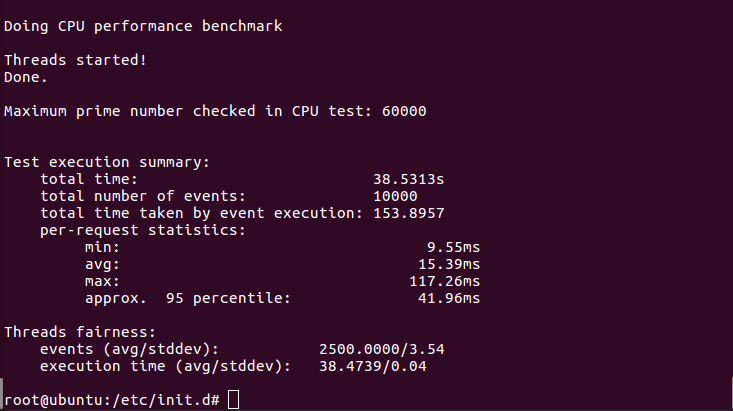 Doing CPU performance benchmark
Threads started!
Done.
Maximum prime number checked in CPU test: 60000
Test execution summary:
total time: 38.5313s
total number of events: 10000
total time taken by event execution: 153.8957
per-request statistics:
min: 9.55ms
avg: 15.39ms
max: 117.26ms
approx.  95 percentile: 41.96ms
Threads fairness:
events (avg/stddev): 2500.0000/3.54
execution time (avg/stddev): 38.4739/0.04
root@ubuntu:/etc/init.d#